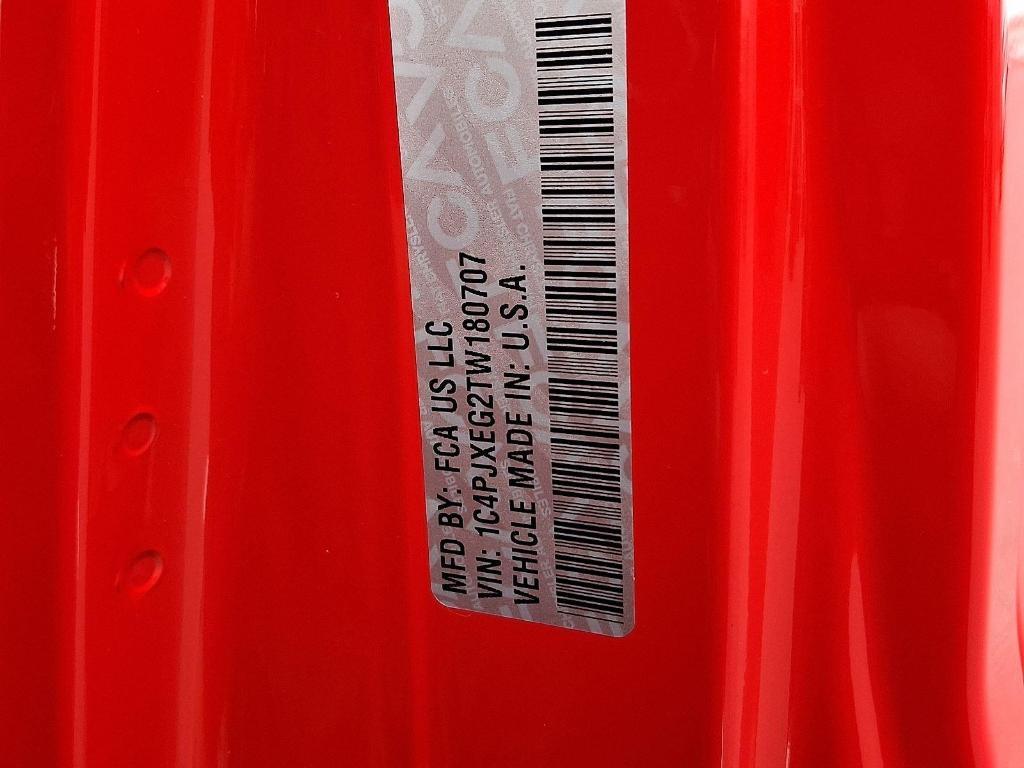 MFD BY: FCA US LLC
VIN: 1C4PJXEG2TW180707
VEHICLE MADE IN: U.S.A.